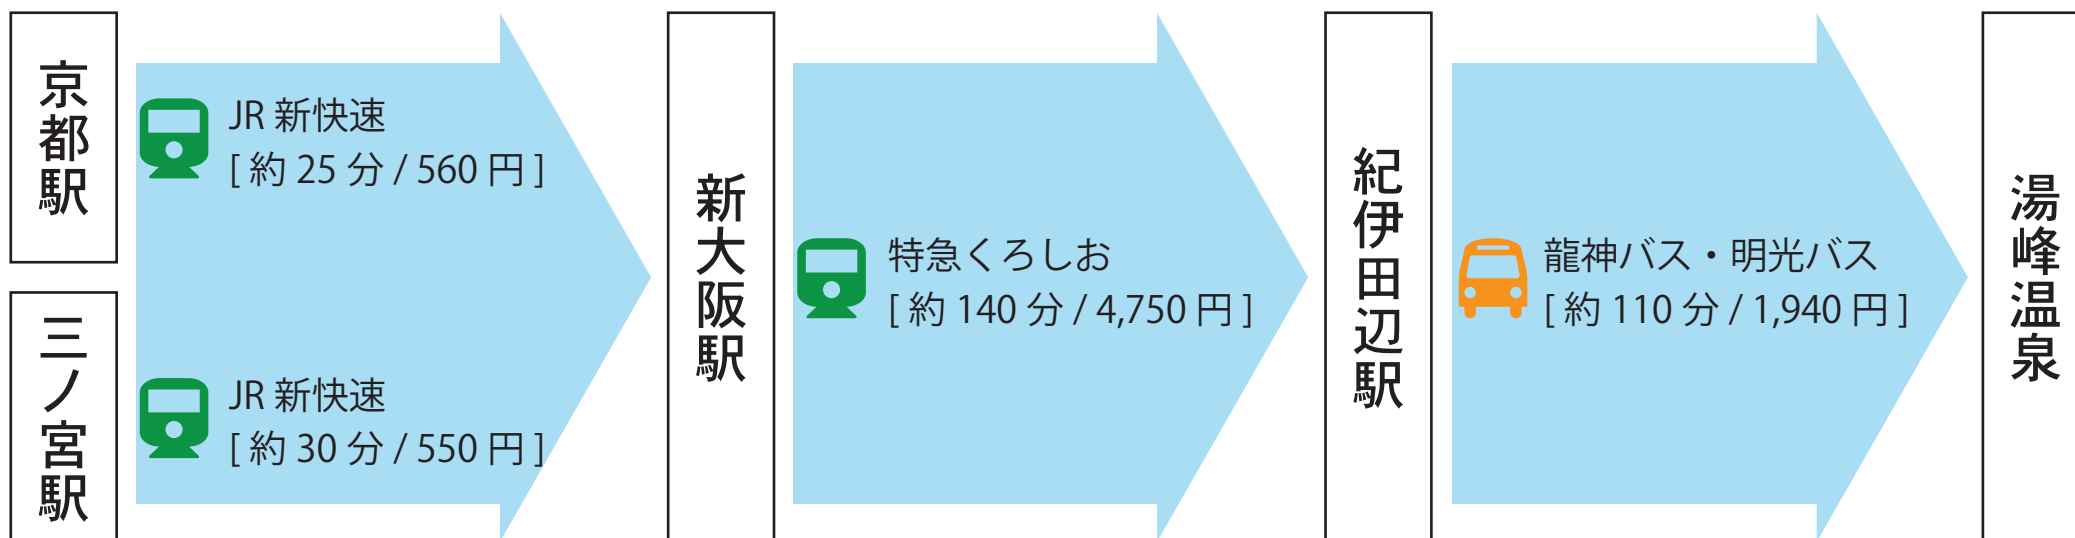 京都駅
JR 新快速
[ 約 25 分 / 560 円 ]
三ノ宮駅
JR 新快速
[ 約 30 分 / 550 円 ]
新大阪駅
特急くろしお
[ 約 140 分 / 4,750 円 ]
紀伊田辺駅
龍神バス・明光バス
[ 約 110 分 / 1,940 円 ]
湯峰温泉